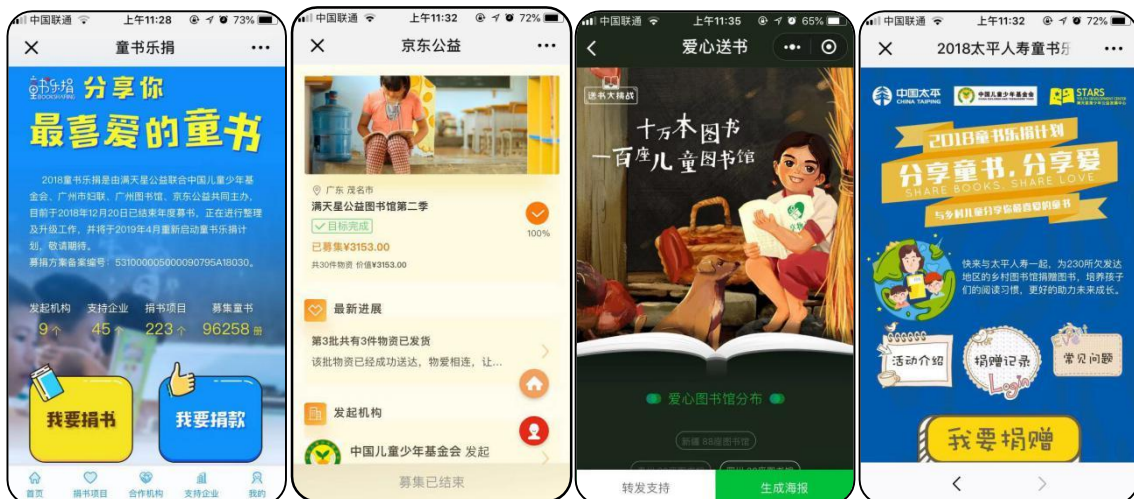 中国联通
上午11:28
73%
童书乐捐
童书乐捐
BOOKSHARING
分享你
最喜爱的童书
2018童书乐捐是由满天星公益联合中国儿童少年基
金会、广州市妇联、广州图书馆、京东公益共同主办，
目前于2018年12月20日已结束年度募书，正在进行整理
及升级工作，并将于2019年4月重新启动童书乐捐计
划，敬请期待。
募捐方案备案编号：531000005000090795A18030。
发起机构 支持企业 捐书项目 募集童书
9个 45个 223个 96258册
我要捐书
我要捐款
首页 捐书项目 合作机构 支持企业 我的
中国联通
上午11:32
72%
京东公益
广东 茂名市
满天星公益图书馆第二季
目标完成
100%
已募集¥3153.00
共30件物资 价值¥3153.00
最新进展
第3批共有3件物资已发货
该批物资已经成功送达，物爱相连，让...
发起机构
中国儿童少年基金会 发起
募集已结束
中国联通
上午11:35
65%
爱心送书
送书大挑战
十万本图书
一百座儿童图书馆
爱心图书馆分布
新疆 88座图书馆
转发支持
生成海报
中国联通
上午11:32
72%
2018太平人寿童书乐
中国太平
CHINA TAIPING
中国儿童少年基金会
STARS
2018童书乐捐计划
分享童书，分享爱
SHARE BOOKS, SHARE LOVE
与乡村儿童分享你最喜爱的童书
快来与太平人寿一起，为230所欠发达
地区的乡村图书馆捐赠图书，培养孩子
们的阅读习惯，更好的助力未来成长。
活动介绍
捐赠记录
Login
常见问题
我要捐赠